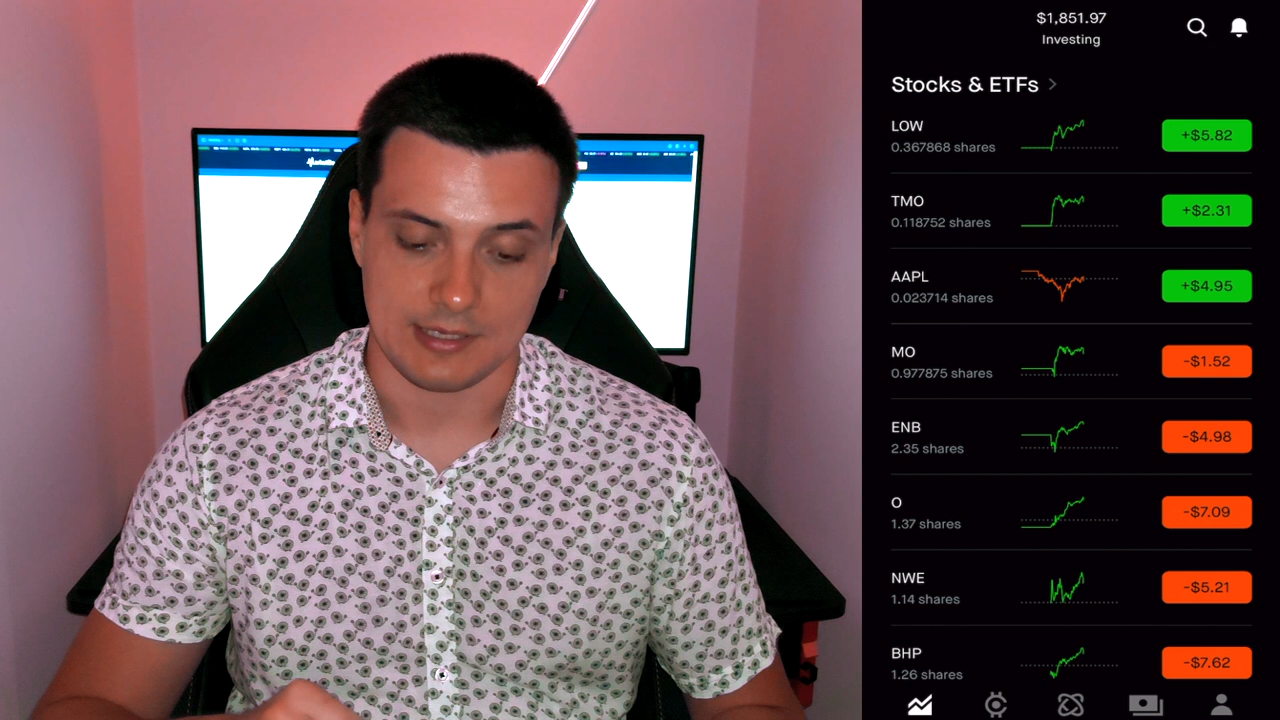 $1,851.97
Investing
Stocks & ETFs
LOW
0.367868 shares
+$5.82
TMO
0.118752 shares
+$2.31
AAPL
0.023714 shares
+$4.95
MO
0.977875 shares
-$1.52
ENB
2.35 shares
-$4.98
O
1.37 shares
-$7.09
NWE
1.14 shares
-$5.21
BHP
1.26 shares
-$7.62